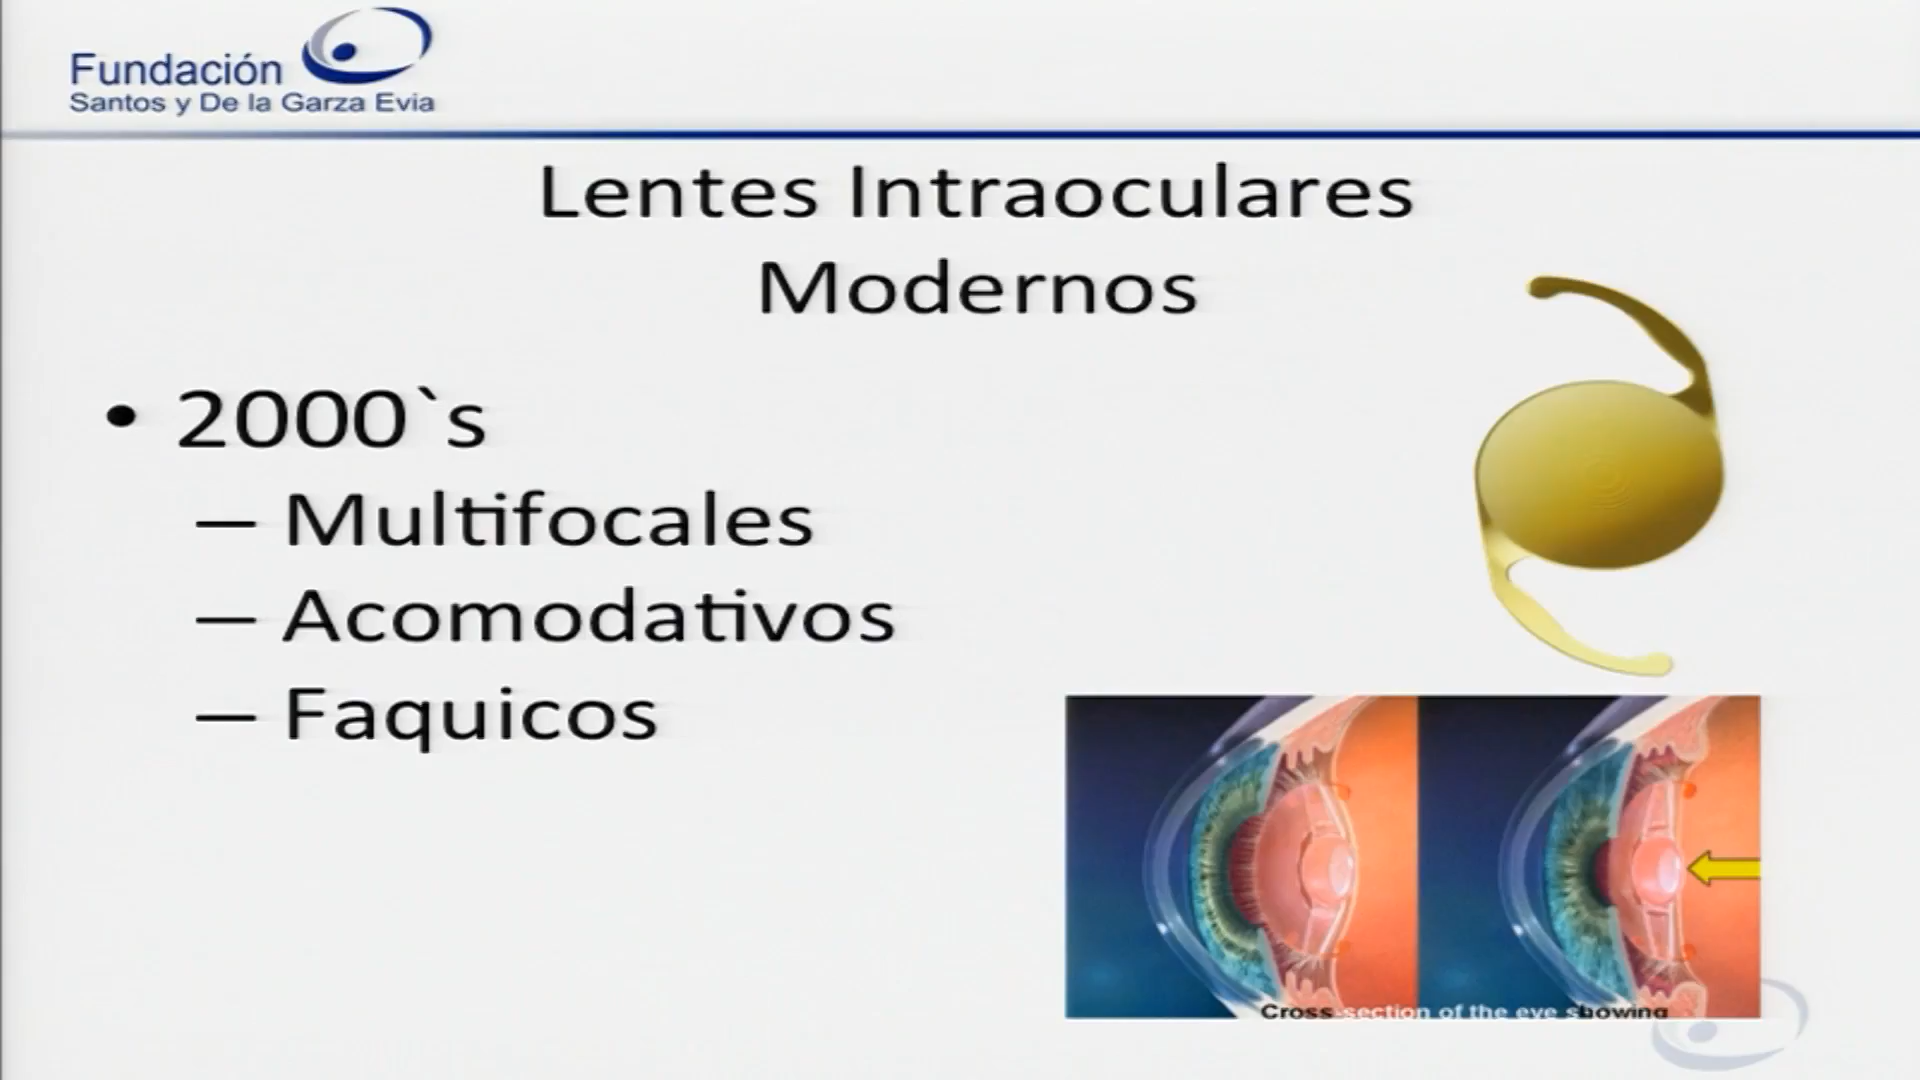 Fundación
Santos y De la Garza Evia
Lentes Intraoculares
Modernos
• 2000`s
– Multifocales
– Acomodativos
– Faquicos
Cross-section of the eye showing